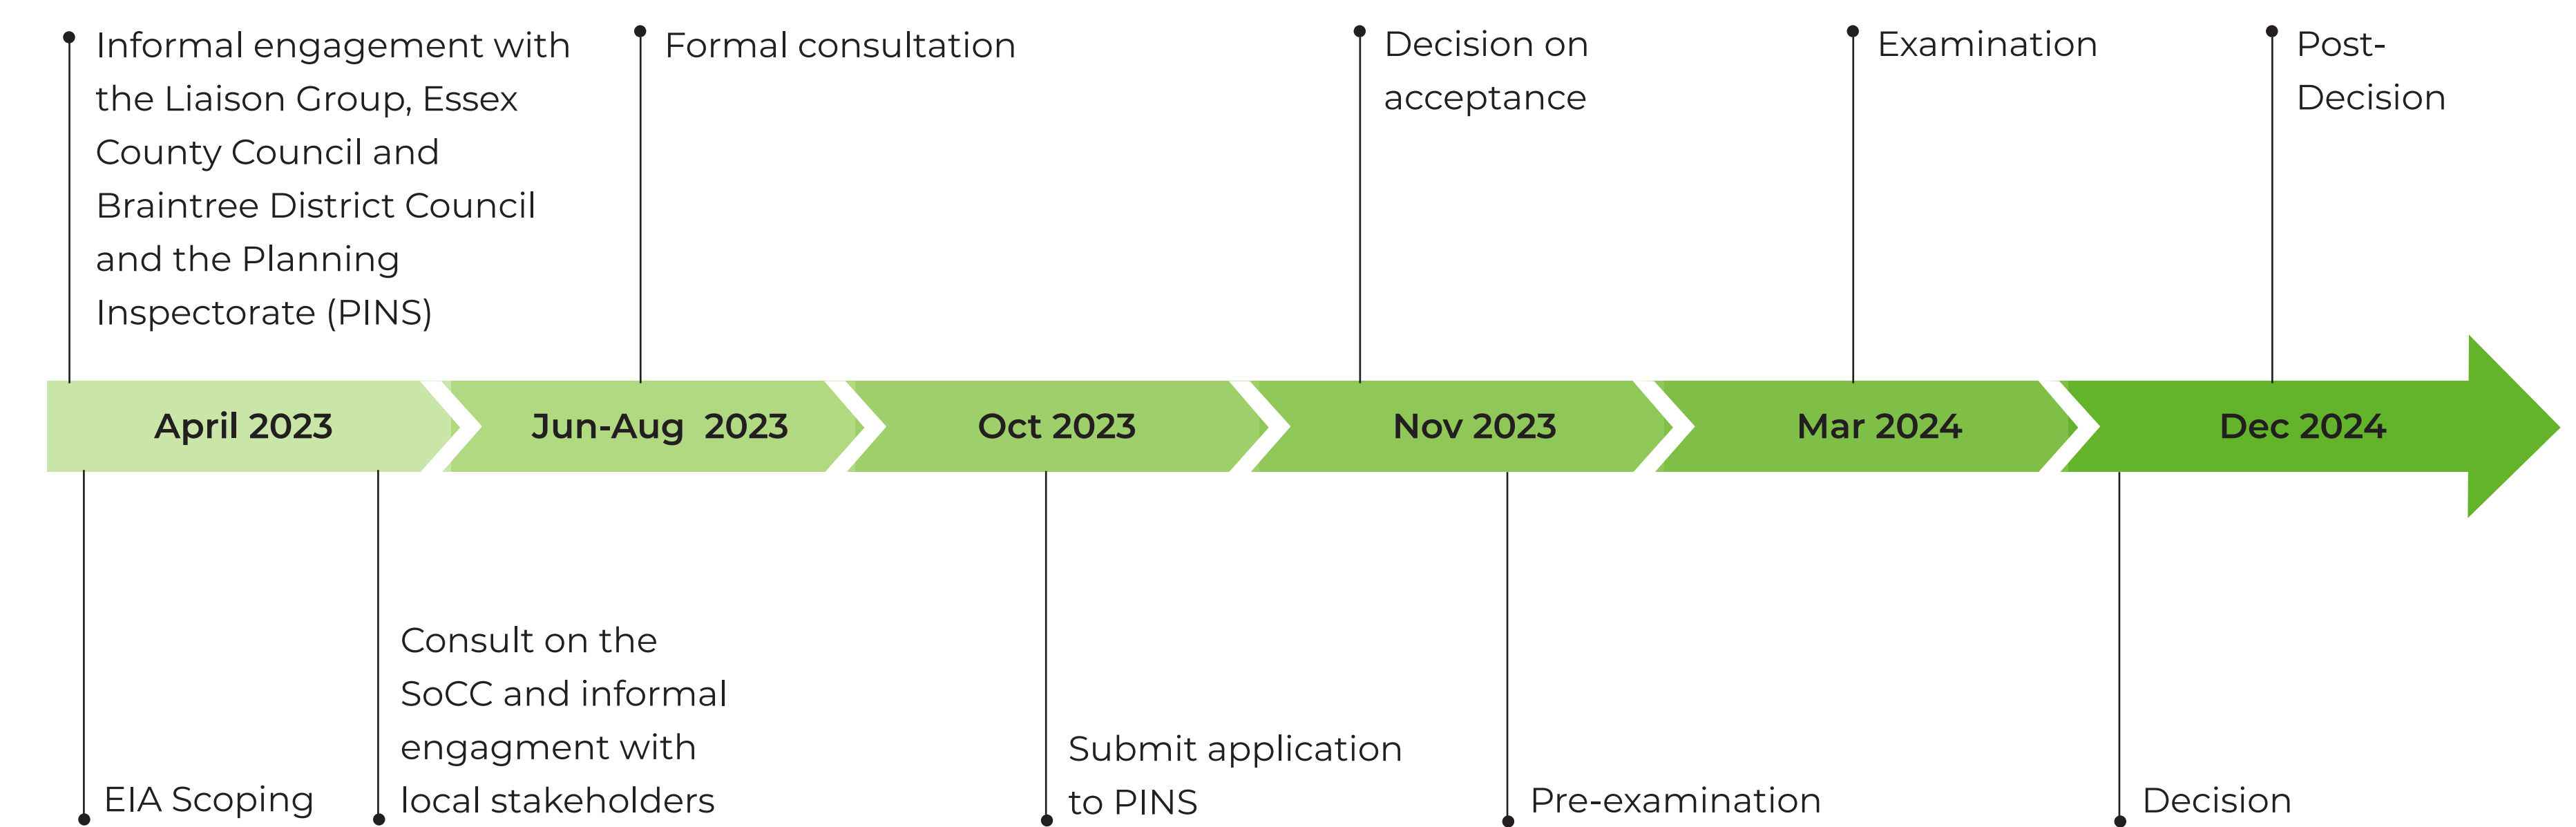 Informal engagement with
the Liaison Group, Essex
County Council and
Braintree District Council
and the Planning
Inspectorate (PINS)
Formal consultation
Decision on
acceptance
Examination
Post-
Decision
April 2023
Jun-Aug 2023
Oct 2023
Nov 2023
Mar 2024
Dec 2024
EIA Scoping
Consult on the
SoCC and informal
engagment with
local stakeholders
Submit application
to PINS
Pre-examination
Decision